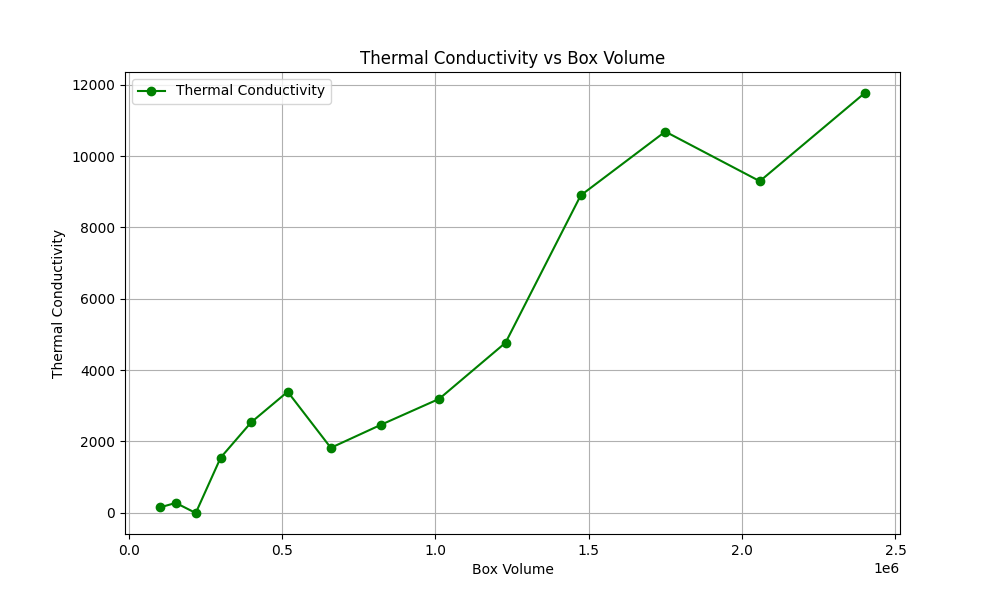 Thermal Conductivity vs Box Volume
Thermal Conductivity
12000
10000
8000
6000
4000
2000
0
Thermal Conductivity
0.0 0.5 1.0 1.5 2.0 2.5
1e6
Box Volume